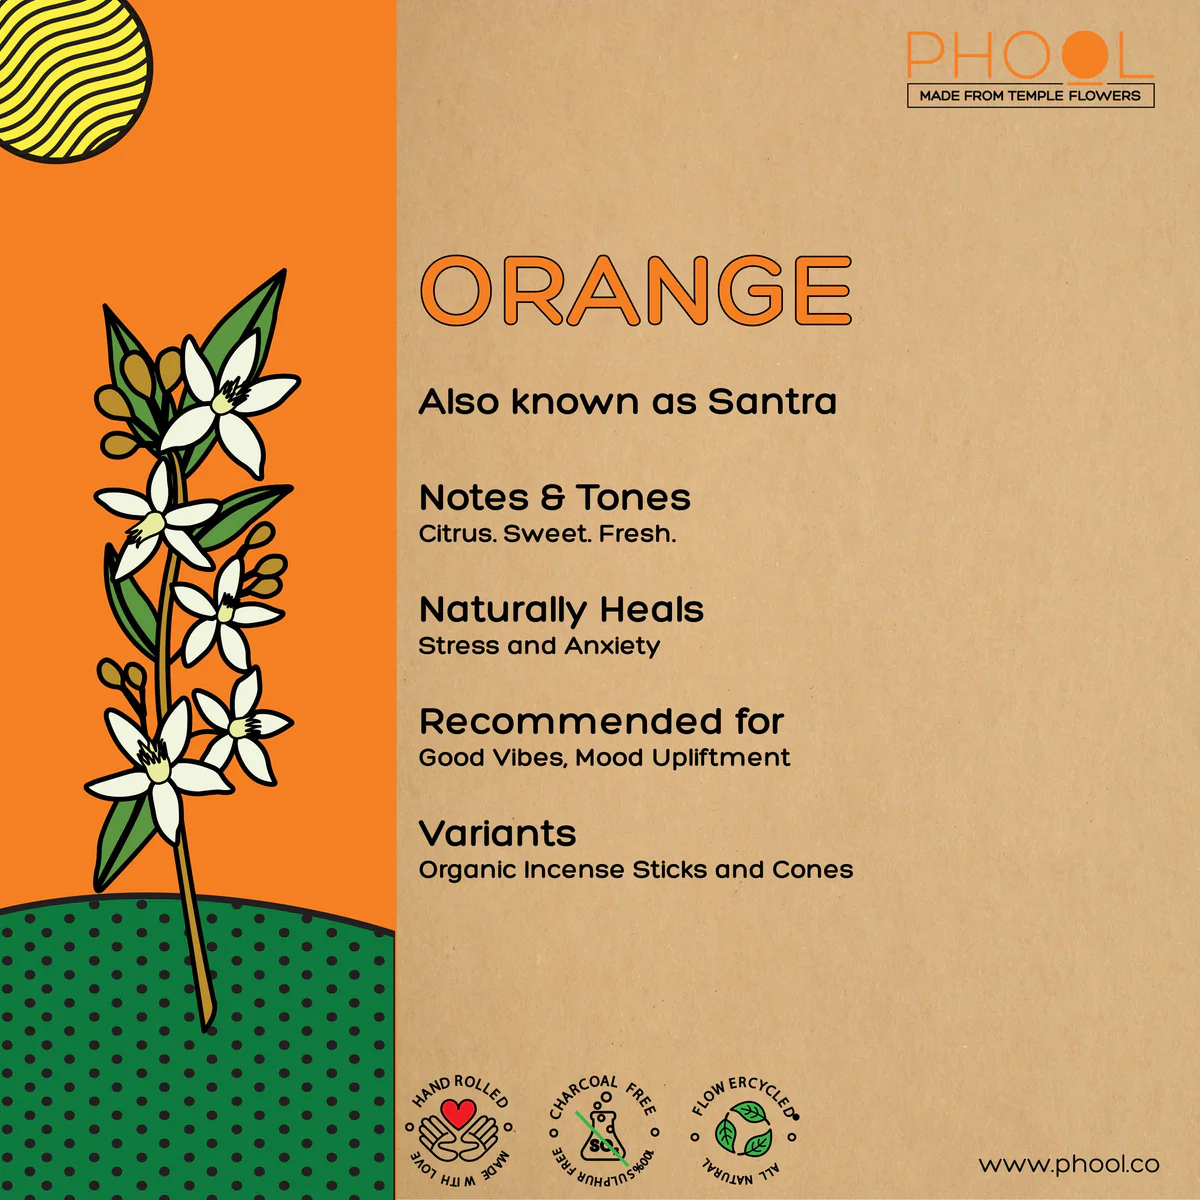 PHOOL
MADE FROM TEMPLE FLOWERS
ORANGE
Also known as Santra
Notes & Tones
Citrus. Sweet. Fresh.
Naturally Heals
Stress and Anxiety
Recommended for
Good Vibes, Mood Upliftment
Variants
Organic Incense Sticks and Cones
HAND ROLLED
MADE WITH LOVE
CHARCOAL FREE
SO₂
100% SULPHUR FREE
FLOWERCYCLED
ALL NATURAL
www.phool.co